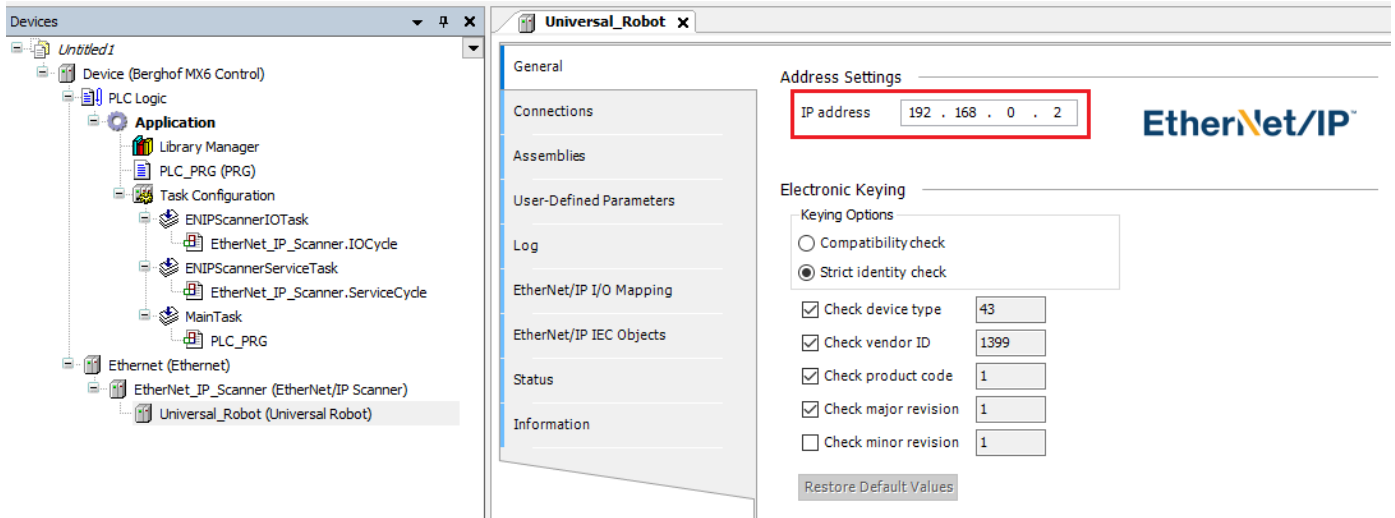 Devices
Untitled1
Device (Berghof MX6 Control)
PLC Logic
Application
Library Manager
PLC_PRG (PRG)
Task Configuration
ENIPScannerIOTask
EtherNet_IP_Scanner.IOCycle
ENIPScannerServiceTask
EtherNet_IP_Scanner.ServiceCycle
MainTask
PLC_PRG
Ethernet (Ethernet)
EtherNet_IP_Scanner (EtherNet/IP Scanner)
Universal_Robot (Universal Robot)
Universal_Robot
General
Connections
Assemblies
User-Defined Parameters
Log
EtherNet/IP I/O Mapping
EtherNet/IP IEC Objects
Status
Information
Address Settings
IP address 192 . 168 . 0 . 2
EtherNet/IP™
Electronic Keying
Keying Options
Compatibility check
Strict identity check
Check device type 43
Check vendor ID 1399
Check product code 1
Check major revision 1
Check minor revision 1
Restore Default Values